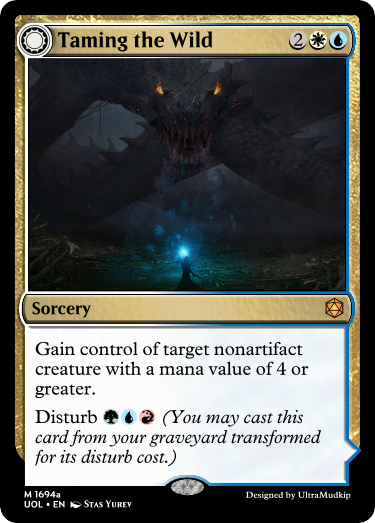 Taming the Wild 2
Sorcery
Gain control of target nonartifact
creature with a mana value of 4 or
greater.
Disturb (You may cast this
card from your graveyard transformed
for its disturb cost.)
M 1694a
UOL • EN Stas Yurev
Designed by UltraMudkip